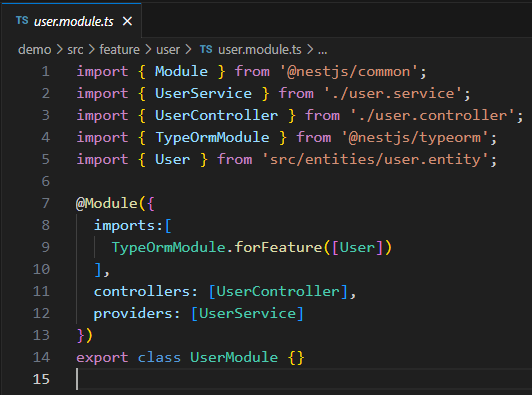 TS user.module.ts ×
demo > src > feature > user > TS user.module.ts > ...
1 import { Module } from '@nestjs/common';
2 import { UserService } from './user.service';
3 import { UserController } from './user.controller';
4 import { TypeOrmModule } from '@nestjs/typeorm';
5 import { User } from 'src/entities/user.entity';
6
7 @Module({
8   imports:[
9     TypeOrmModule.forFeature([User])
10   ],
11   controllers: [UserController],
12   providers: [UserService]
13 })
14 export class UserModule {}
15